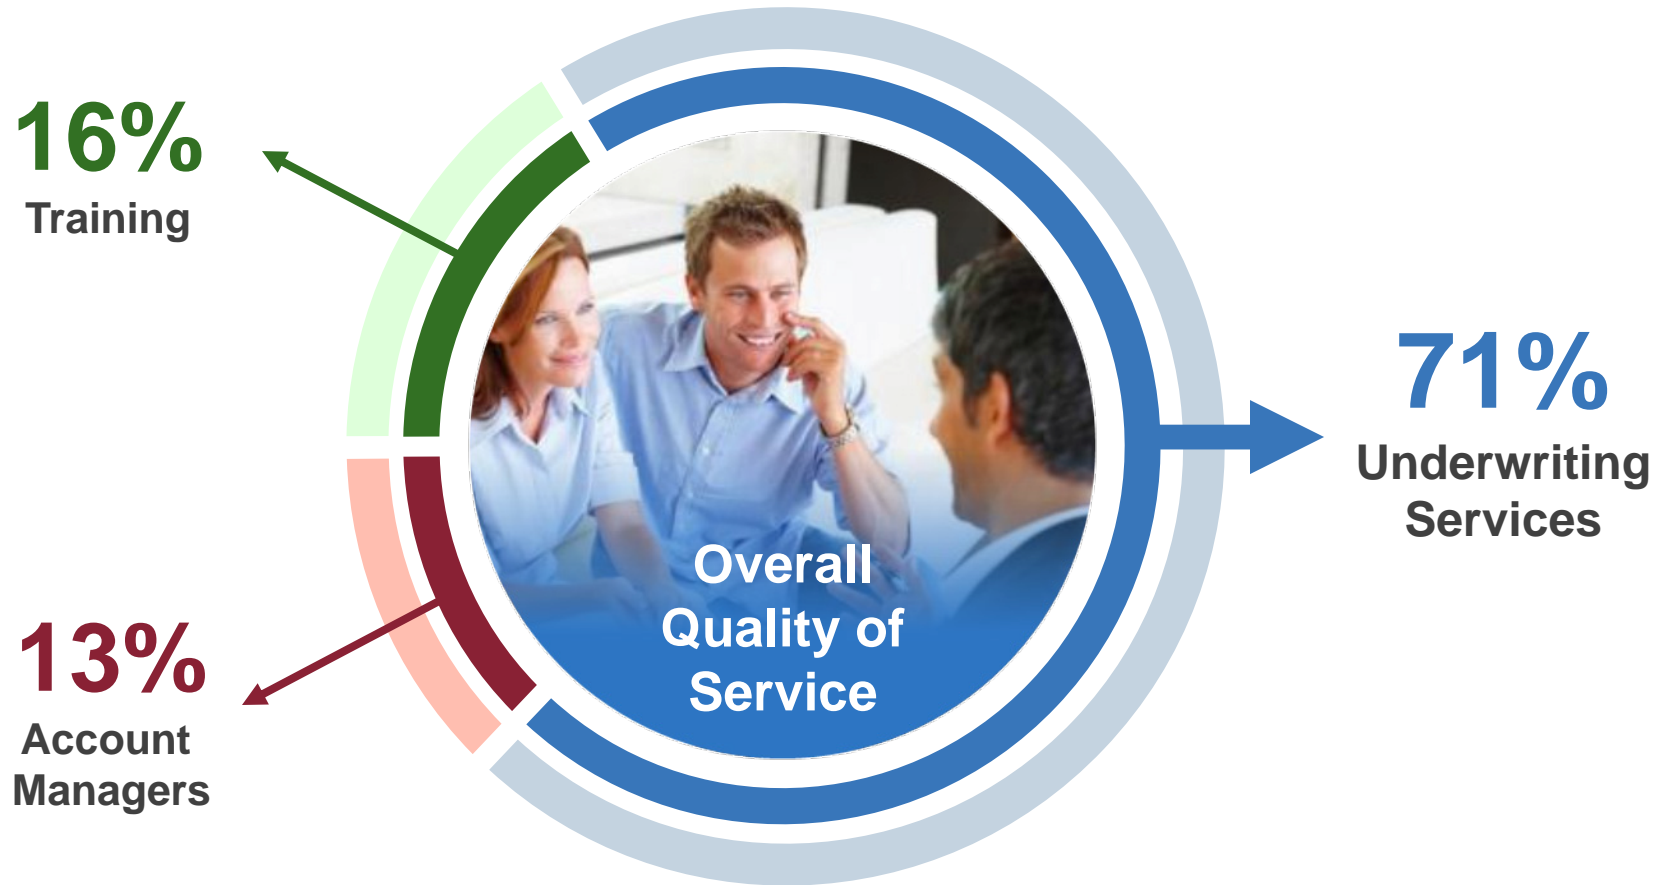 16%
Training
13%
Account
Managers
Overall
Quality of
Service
71%
Underwriting
Services